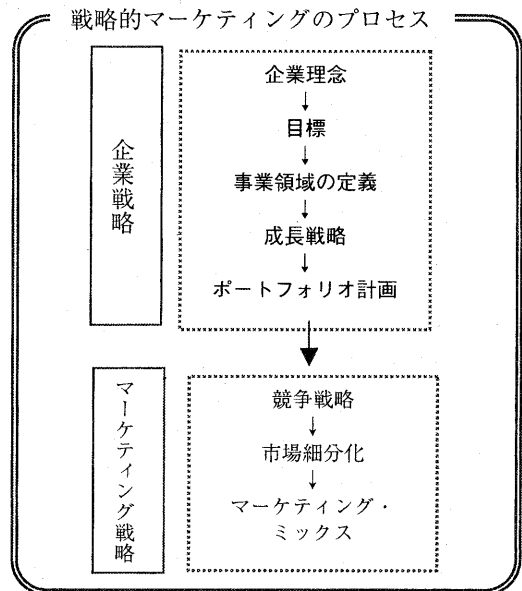 戦略的マーケティングのプロセス
企業戦略
企業理念
↓
目標
↓
事業領域の定義
↓
成長戦略
↓
ポートフォリオ計画
↓
マーケティング戦略
競争戦略
↓
市場細分化
↓
マーケティング・
ミックス